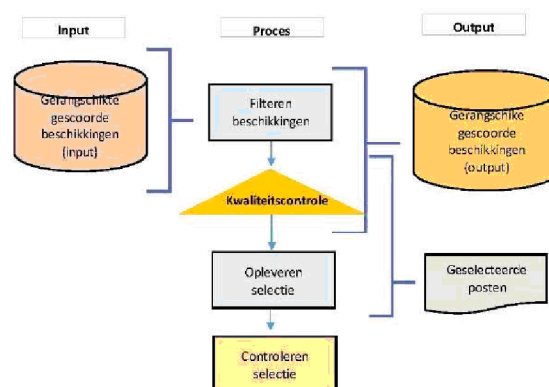 Input
Proces
Output
Gerangschikte
gescoorde
beschikkingen
(input)
Filteren
beschikkingen
Gerangschike
gescoorde
beschikkingen
(output)
Kwaliteitscontrole
Opleveren
selectie
Geselecteerde
posten
Controleren
selectie